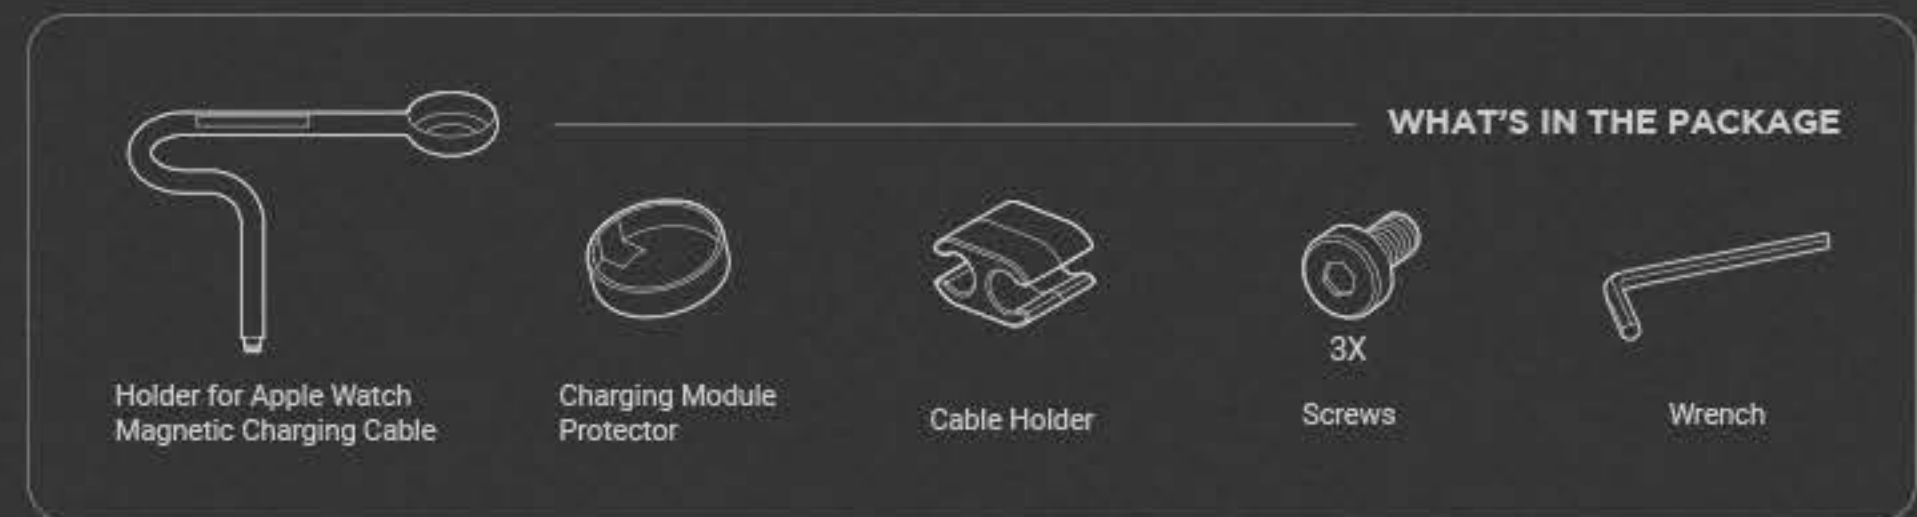 WHAT'S IN THE PACKAGE
Holder for Apple Watch
Magnetic Charging Cable
Charging Module
Protector
Cable Holder
3X
Screws
Wrench